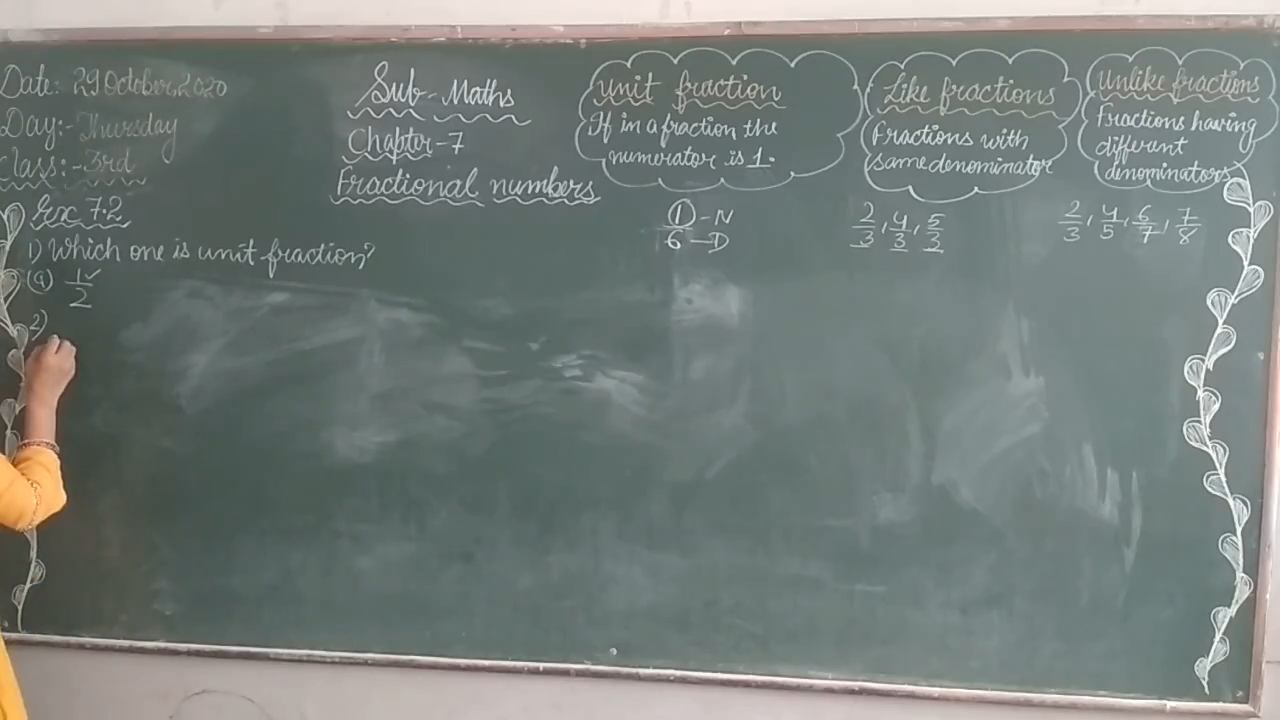 Date: 29 October, 2020
Day:- Thursday
Class:- 3rd
Sub- Maths
Chapter-7
Fractional numbers
Unit fraction
If in a fraction the
numerator is 1.
1 - N
6 - D
Like fractions
Fractions with
same denominator
2/3, 4/3, 5/3
Unlike fractions
Fractions having
different
denominators
2/3, 4/5, 6/7, 7/8
Exc 7.2
1) Which one is unit fraction?
(a) 1/2 ✓
2)